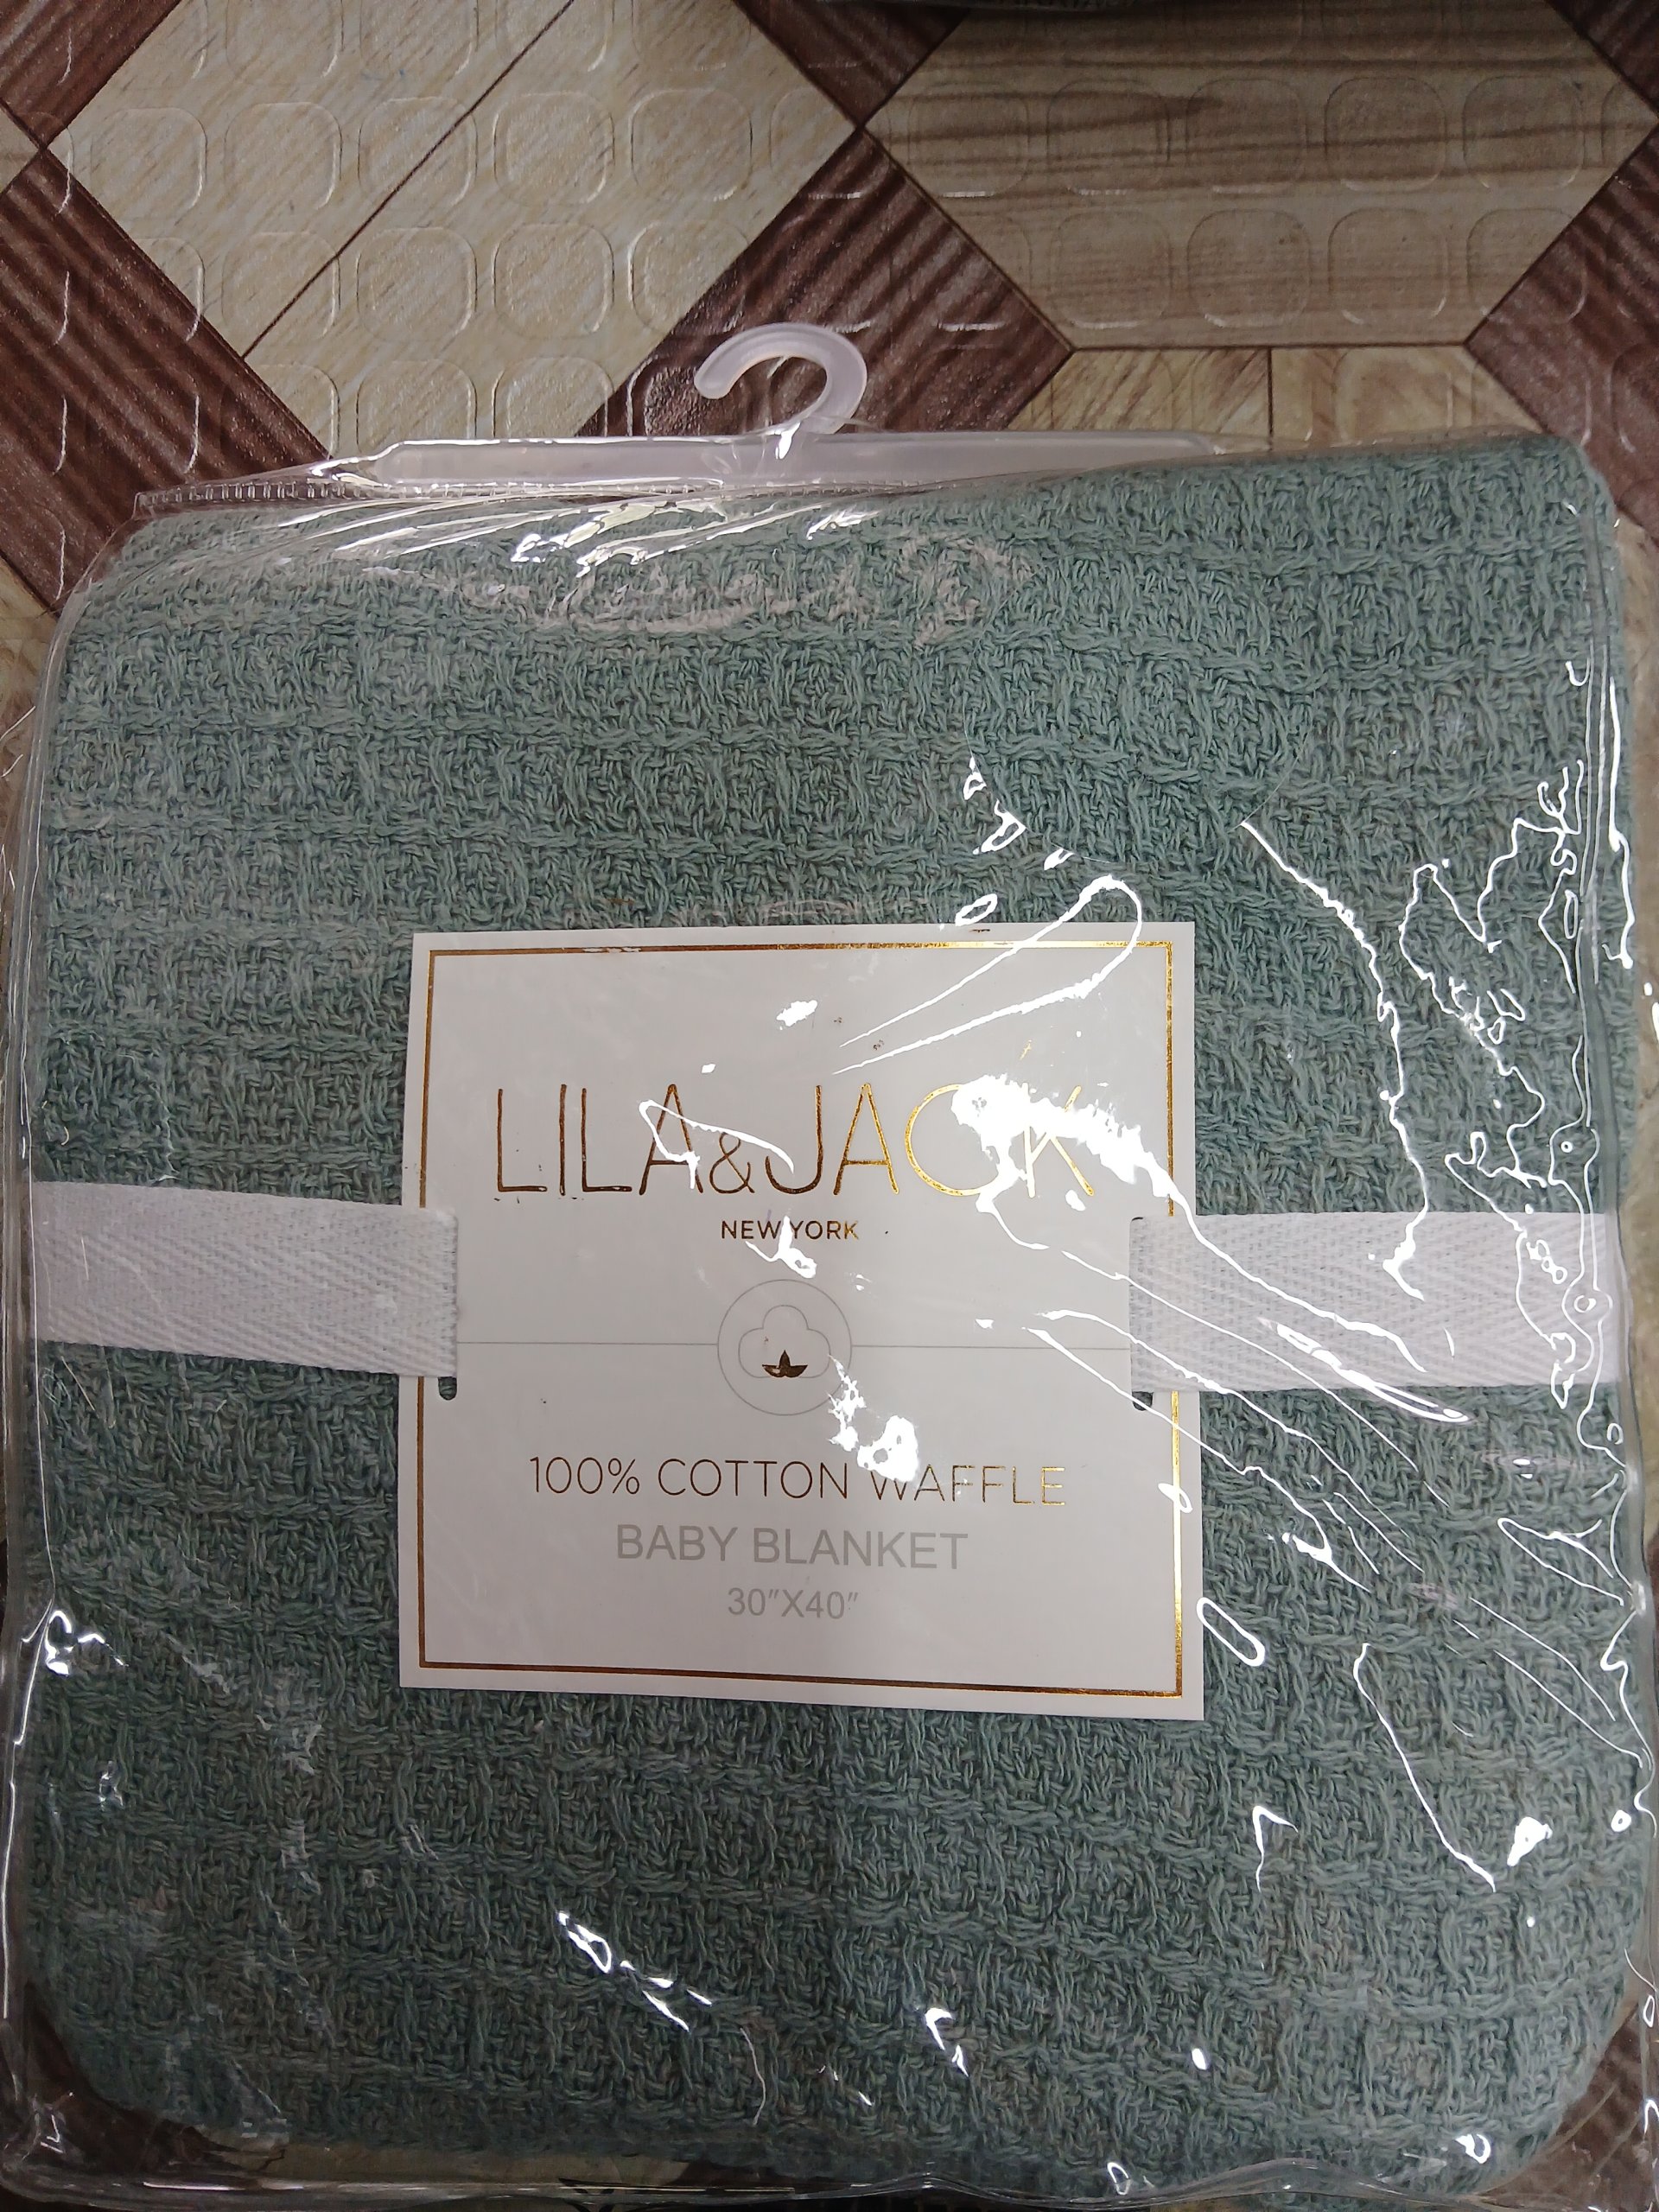 LILA&JACK
NEW YORK
100% COTTON WAFFLE
BABY BLANKET
30"X40"